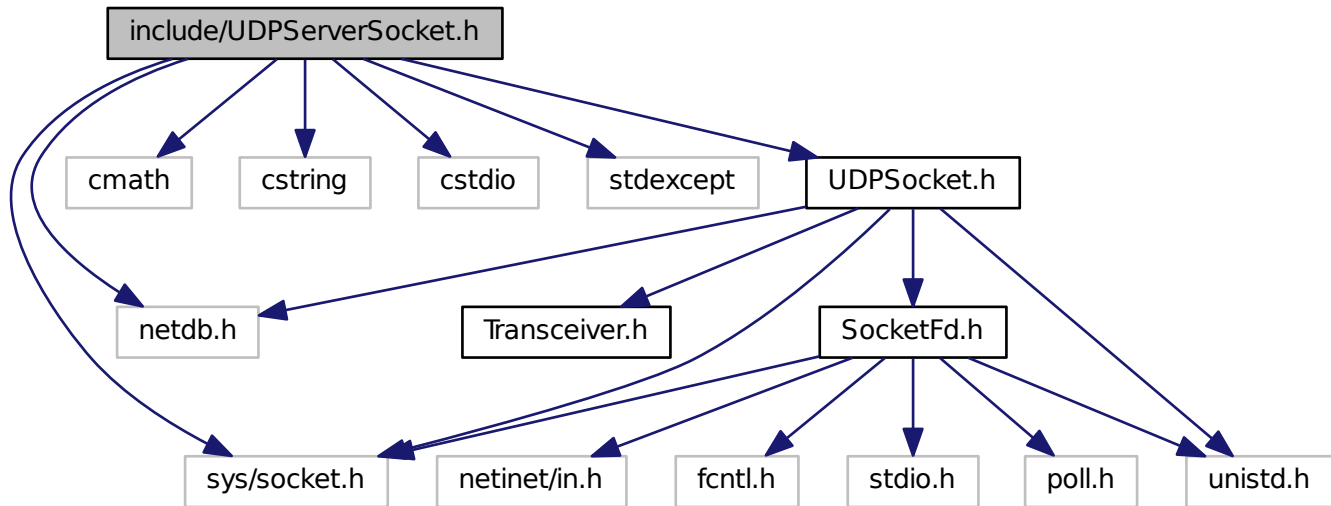 include/UDPServerSocket.h
cmath
cstring
cstdio
stdexcept
UDPSocket.h
netdb.h
Transceiver.h
SocketFd.h
sys/socket.h
netinet/in.h
fcntl.h
stdio.h
poll.h
unistd.h